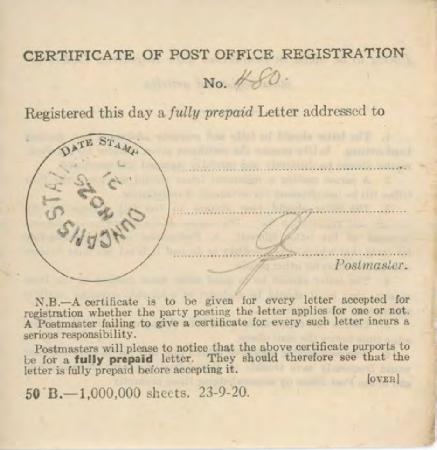 CERTIFICATE OF POST OFFICE REGISTRATION
No. 480.
Registered this day a fully prepaid Letter addressed to
DATE STAMP
DUNCANS STAI
NO 25
21
Postmaster.
N.B.—A certificate is to be given for every letter accepted for
registration whether the party posting the letter applies for one or not.
A Postmaster failing to give a certificate for every such letter incurs a
serious responsibility.
Postmasters will please to notice that the above certificate purports to
be for a fully prepaid letter. They should therefore see that the
letter is fully prepaid before accepting it.
[OVER]
50 B.—1,000,000 sheets. 23-9-20.